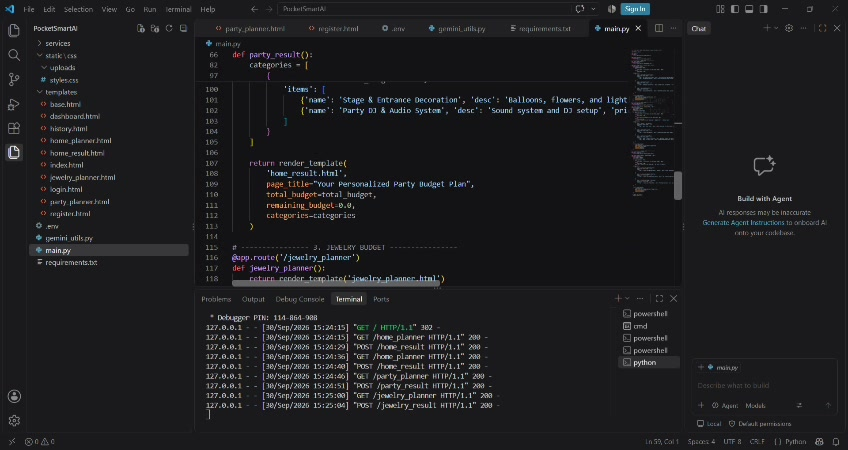 File Edit Selection View Go Run Terminal Help
PocketSmartAI
Sign In
PocketSmartAI
services
static \ css
uploads
styles.css
templates
base.html
dashboard.html
history.html
home_planner.html
home_result.html
index.html
jewelry_planner.html
login.html
party_planner.html
register.html
.env
gemini_utils.py
main.py
requirements.txt
party_planner.html register.html .env gemini_utils.py requirements.txt main.py
main.py
66 def party_result():
82 categories = [
97 {
100 'items': [
101 {'name': 'Stage & Entrance Decoration', 'desc': 'Balloons, flowers, and light
102 {'name': 'Party DJ & Audio System', 'desc': 'Sound system and DJ setup', 'pri
103 ]
104 }
105 ]
106
107 return render_template(
108 'home_result.html',
109 page_title="Your Personalized Party Budget Plan",
110 total_budget=total_budget,
111 remaining_budget=0.0,
112 categories=categories
113 )
114
115 # ---------------- 3. JEWELRY BUDGET ----------------
116 @app.route('/jewelry_planner')
117 def jewelry_planner():
118 return render_template('jewelry_planner.html')
Problems Output Debug Console Terminal Ports
* Debugger PIN: 114-864-908
127.0.0.1 - - [30/Sep/2026 15:24:15] "GET / HTTP/1.1" 302 -
127.0.0.1 - - [30/Sep/2026 15:24:15] "GET /home_planner HTTP/1.1" 200 -
127.0.0.1 - - [30/Sep/2026 15:24:29] "POST /home_result HTTP/1.1" 200 -
127.0.0.1 - - [30/Sep/2026 15:24:36] "GET /home_planner HTTP/1.1" 200 -
127.0.0.1 - - [30/Sep/2026 15:24:40] "POST /home_result HTTP/1.1" 200 -
127.0.0.1 - - [30/Sep/2026 15:24:46] "GET /party_planner HTTP/1.1" 200 -
127.0.0.1 - - [30/Sep/2026 15:24:51] "POST /party_result HTTP/1.1" 200 -
127.0.0.1 - - [30/Sep/2026 15:25:00] "GET /jewelry_planner HTTP/1.1" 200 -
127.0.0.1 - - [30/Sep/2026 15:25:04] "POST /jewelry_result HTTP/1.1" 200 -
powershell
cmd
powershell
powershell
python
Chat
Build with Agent
AI responses may be inaccurate
Generate Agent Instructions to onboard AI
onto your codebase.
main.py
Describe what to build
Agent Models
Local Default permissions
0 0
Ln 59, Col 1 Spaces: 4 UTF-8 CRLF { } Python